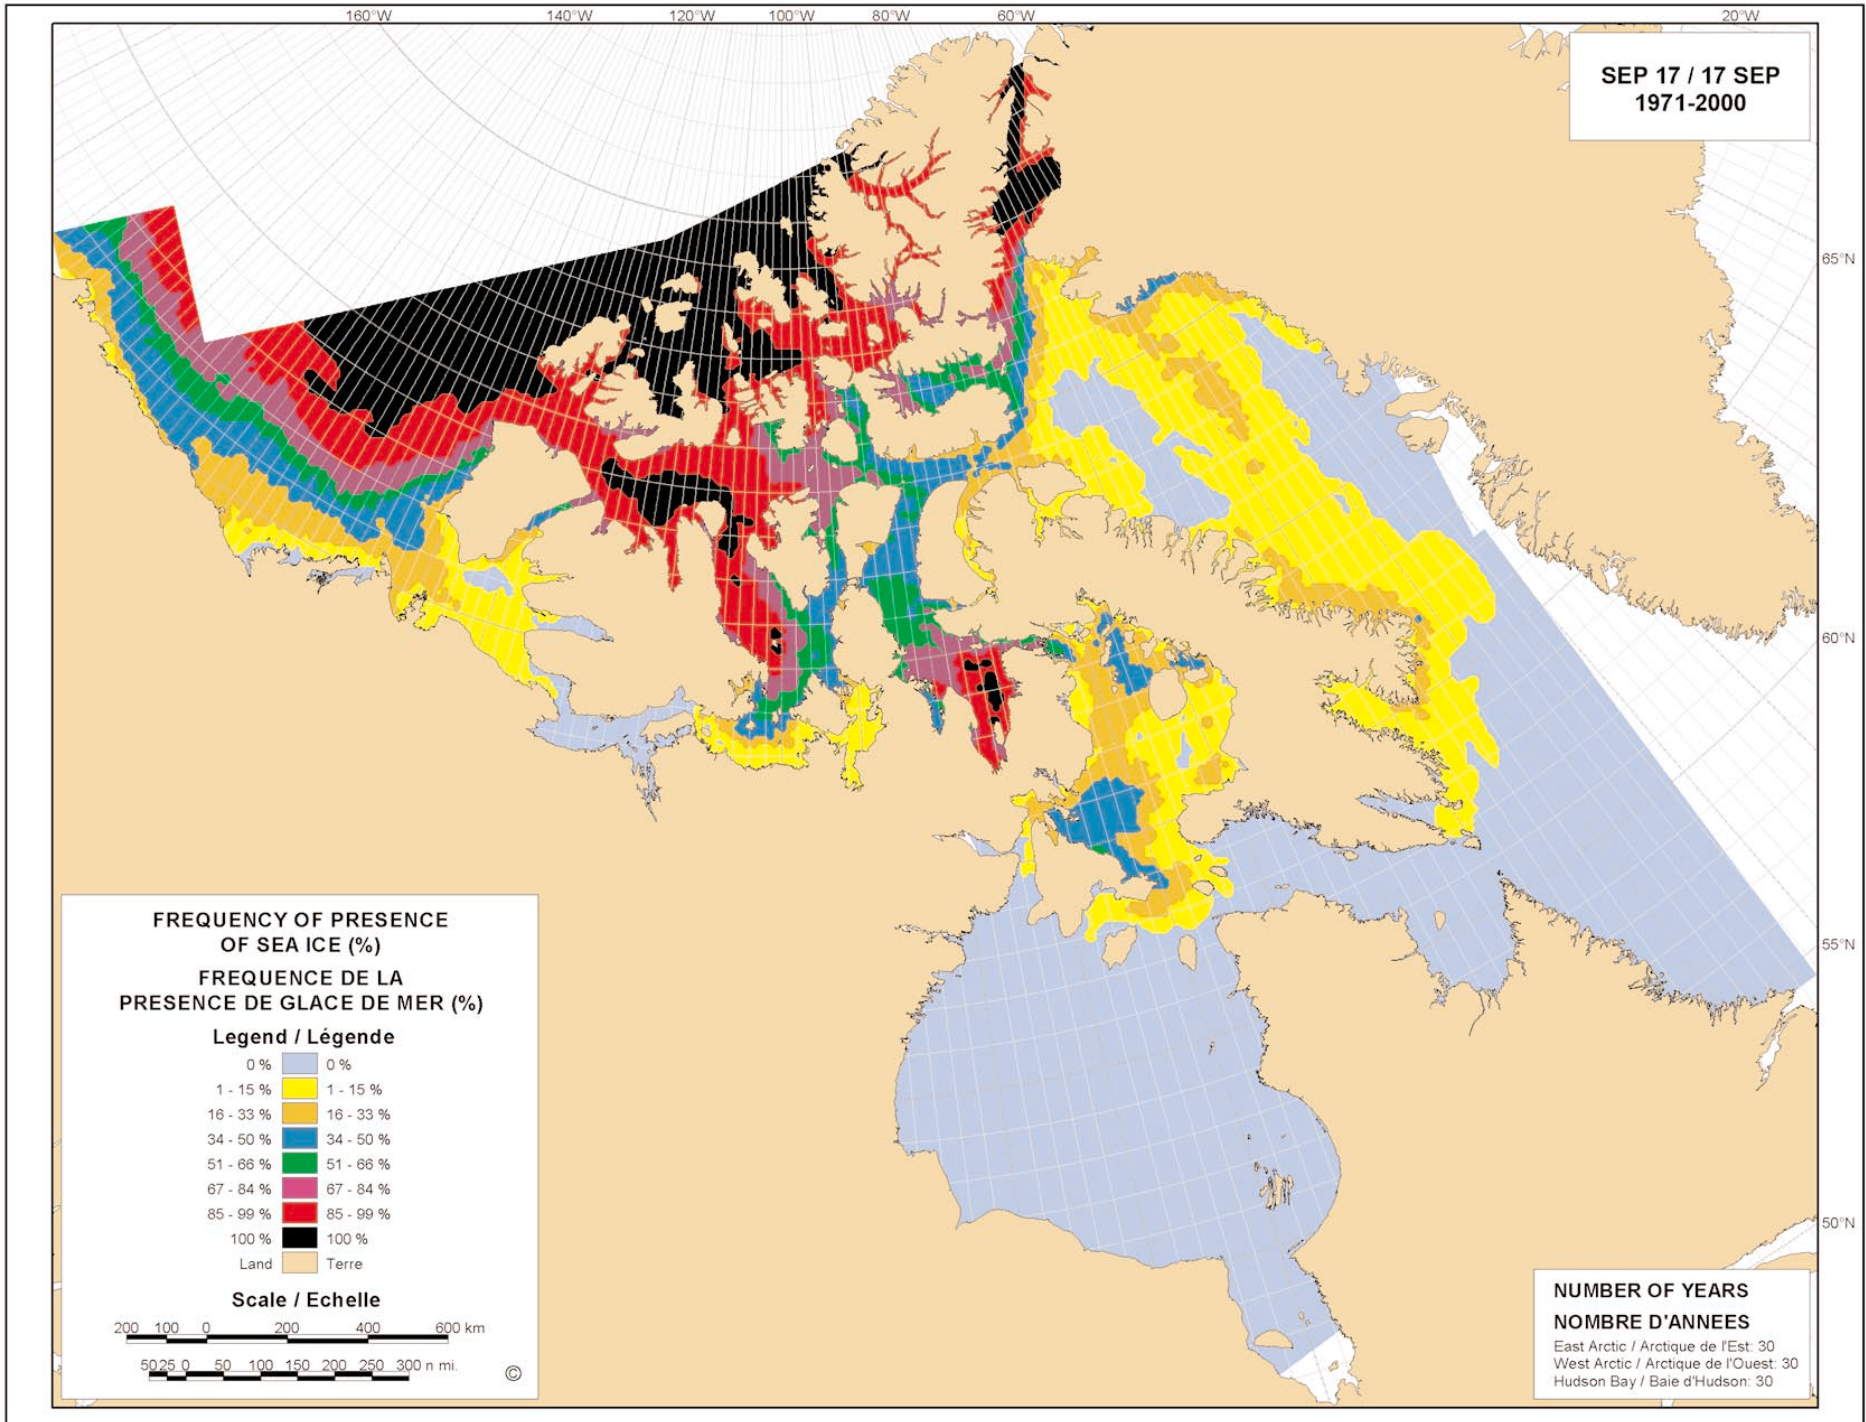 160°W 140°W 120°W 100°W 80°W 60°W 20°W
SEP 17 / 17 SEP
1971-2000
65°N
60°N
55°N
50°N
FREQUENCY OF PRESENCE
OF SEA ICE (%)
FREQUENCE DE LA
PRESENCE DE GLACE DE MER (%)
Legend / Légende
0 % 0 %
1 - 15 % 1 - 15 %
16 - 33 % 16 - 33 %
34 - 50 % 34 - 50 %
51 - 66 % 51 - 66 %
67 - 84 % 67 - 84 %
85 - 99 % 85 - 99 %
100 % 100 %
Land Terre
Scale / Echelle
200 100 0 200 400 600 km
50 25 0 50 100 150 200 250 300 n mi.
©
NUMBER OF YEARS
NOMBRE D'ANNEES
East Arctic / Arctique de l'Est: 30
West Arctic / Arctique de l'Ouest: 30
Hudson Bay / Baie d'Hudson: 30